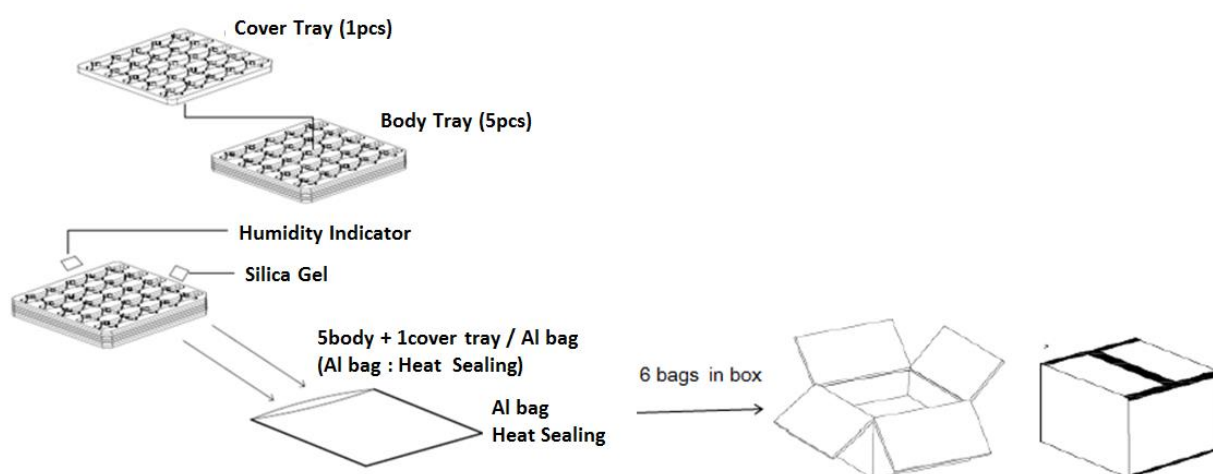 Cover Tray (1pcs)
Body Tray (5pcs)
Humidity Indicator
Silica Gel
5body + 1cover tray / Al bag
(Al bag : Heat Sealing)
6 bags in box
Al bag
Heat Sealing